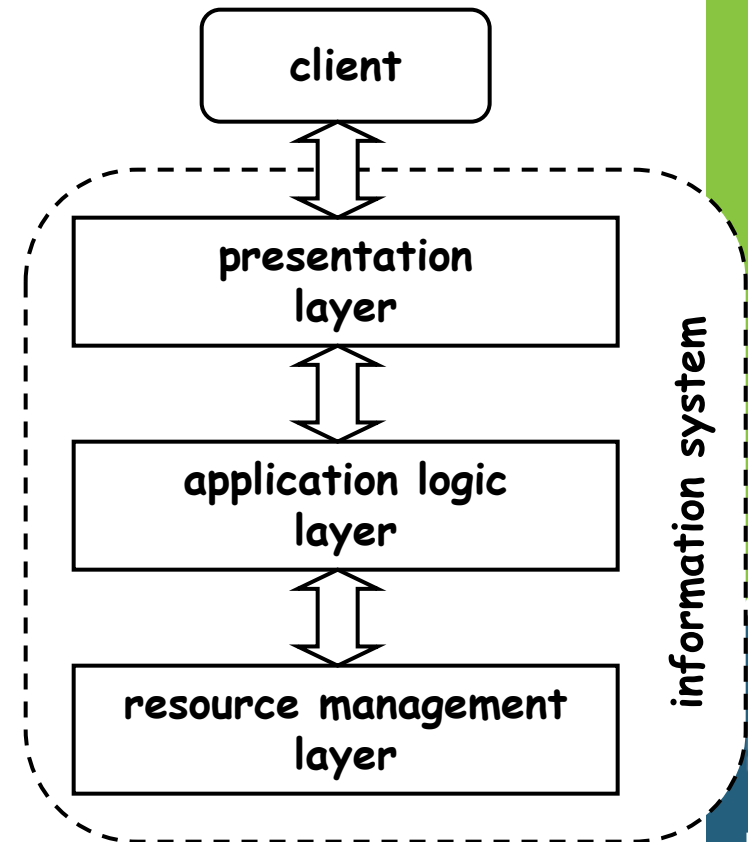 client
presentation
layer
application logic
layer
resource management
layer
information system